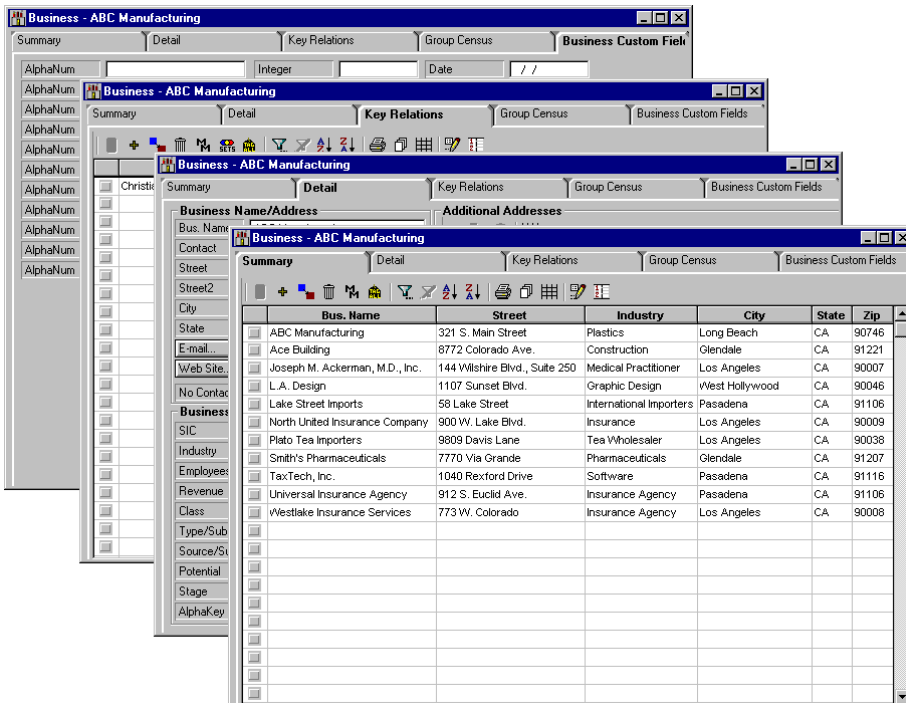 Business - ABC Manufacturing
Summary Detail Key Relations Group Census Business Custom Field
AlphaNum Integer Date / /
AlphaNum
AlphaNum
AlphaNum
AlphaNum
AlphaNum
AlphaNum
AlphaNum
AlphaNum
AlphaNum
AlphaNum
Business - ABC Manufacturing
Summary Detail Key Relations Group Census Business Custom Fields
SETS
Christi
Business - ABC Manufacturing
Summary Detail Key Relations Group Census Business Custom Fields
Business Name/Address Additional Addresses
Bus. Name
Contact
Street
Street2
City
State
E-mail...
Web Site..
No Contac
Business
SIC
Industry
Employees
Revenue
Class
Type/Sub
Source/Su
Potential
Stage
AlphaKey
Business - ABC Manufacturing
Summary Detail Key Relations Group Census Business Custom Fields
Bus. Name Street Industry City State Zip
ABC Manufacturing 321 S. Main Street Plastics Long Beach CA 90746
Ace Building 8772 Colorado Ave. Construction Glendale CA 91221
Joseph M. Ackerman, M.D., Inc. 144 Wilshire Blvd., Suite 250 Medical Practitioner Los Angeles CA 90007
L.A. Design 1107 Sunset Blvd. Graphic Design West Hollywood CA 90046
Lake Street Imports 58 Lake Street International Importers Pasadena CA 91106
North United Insurance Company 900 W. Lake Blvd. Insurance Los Angeles CA 90009
Plato Tea Importers 9809 Davis Lane Tea Wholesaler Los Angeles CA 90038
Smith's Pharmaceuticals 7770 Via Grande Pharmaceuticals Glendale CA 91207
TaxTech, Inc. 1040 Rexford Drive Software Pasadena CA 91116
Universal Insurance Agency 912 S. Euclid Ave. Insurance Agency Pasadena CA 91106
Westlake Insurance Services 773 W. Colorado Insurance Agency Los Angeles CA 90008